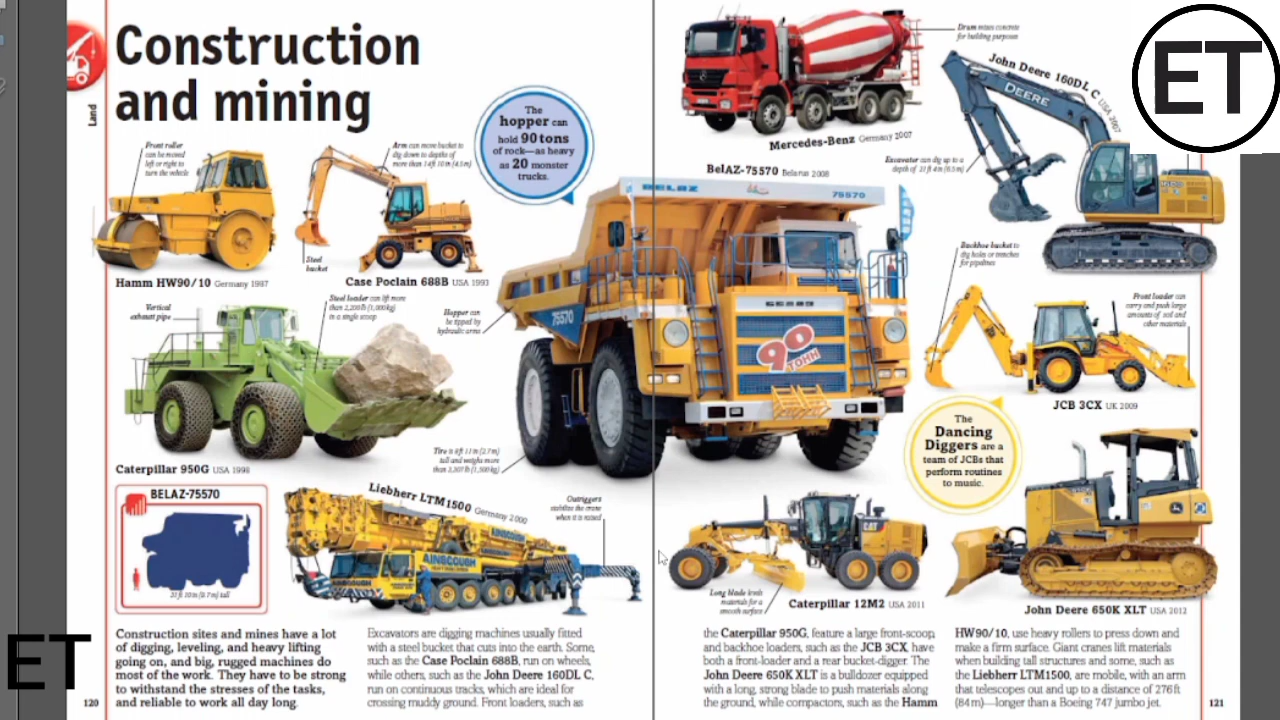 Construction
and mining
Land
ET
Front roller
can be moved
left or right to
turn the vehicle
Hamm HW90/10 Germany 1987
Arm can move bucket to
dig down to depths of
more than 14 ft 10 in (4.5 m)
Steel
bucket
Case Poclain 688B USA 1993
The
hopper can
hold 90 tons
of rock—as heavy
as 20 monster
trucks.
Drum mixes concrete
for building purposes
Mercedes-Benz Germany 2007
John Deere 160DL C USA 2007
DEERE
Excavator can dig up to a
depth of 21 ft 4 in (6.5 m)
BelAZ-75570 Belarus 2008
BELAZ
75570
75570
90
TOHH
Hopper can
be tipped by
hydraulic arms
Vertical
exhaust pipe
Steel loader can lift more
than 2,200 lb (1,000 kg)
in a single scoop
Caterpillar 950G USA 1998
Tire is 8 ft 11 in (2.7 m)
tall and weighs more
than 3,307 lb (1,500 kg)
Backhoe bucket to
dig holes or trenches
for pipelines
Front loader can
carry and push large
amounts of soil and
other materials
JCB 3CX UK 2009
The
Dancing
Diggers are a
team of JCBs that
perform routines
to music.
BELAZ-75570
Liebherr LTM1500 Germany 2000
AINSCOUGH
AINSCOUGH
Outriggers
stabilize the crane
when it is raised
CAT
Long blade levels
materials for a
smooth surface
Caterpillar 12M2 USA 2011
John Deere 650K XLT USA 2012
Construction sites and mines have a lot
of digging, leveling, and heavy lifting
going on, and big, rugged machines do
most of the work. They have to be strong
to withstand the stresses of the tasks,
and reliable to work all day long.
Excavators are digging machines usually fitted
with a steel bucket that cuts into the earth. Some,
such as the Case Poclain 688B, run on wheels,
while others, such as the John Deere 160DL C,
run on continuous tracks, which are ideal for
crossing muddy ground. Front loaders, such as
the Caterpillar 950G, feature a large front-scoop,
and backhoe loaders, such as the JCB 3CX, have
both a front-loader and a rear bucket-digger. The
John Deere 650K XLT is a bulldozer equipped
with a long, strong blade to push materials along
the ground, while compactors, such as the Hamm
HW90/10, use heavy rollers to press down and
make a firm surface. Giant cranes lift materials
when building tall structures and some, such as
the Liebherr LTM1500, are mobile, with an arm
that telescopes out and up to a distance of 276 ft
(84 m)—longer than a Boeing 747 jumbo jet.
ET
120
121